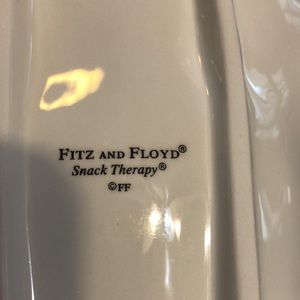 FITZ AND FLOYD®
Snack Therapy®
©FF